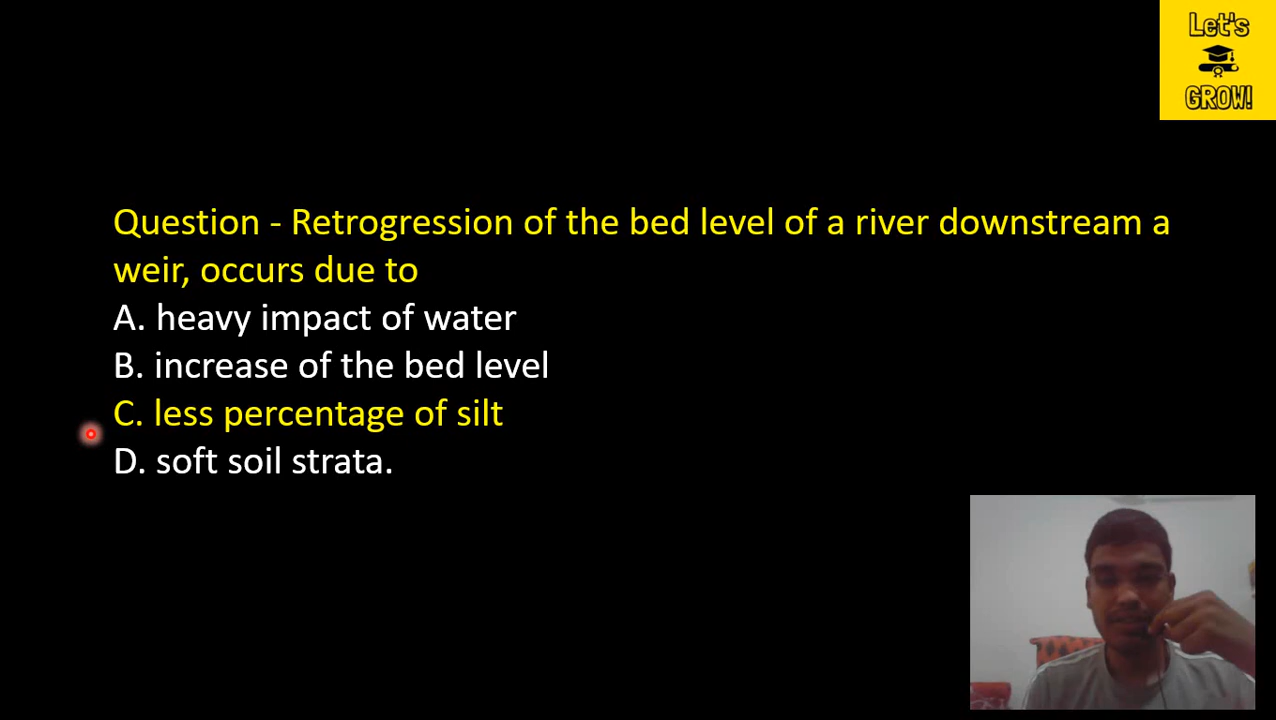 Let's
GROW!
Question - Retrogression of the bed level of a river downstream a
weir, occurs due to
A. heavy impact of water
B. increase of the bed level
C. less percentage of silt
D. soft soil strata.